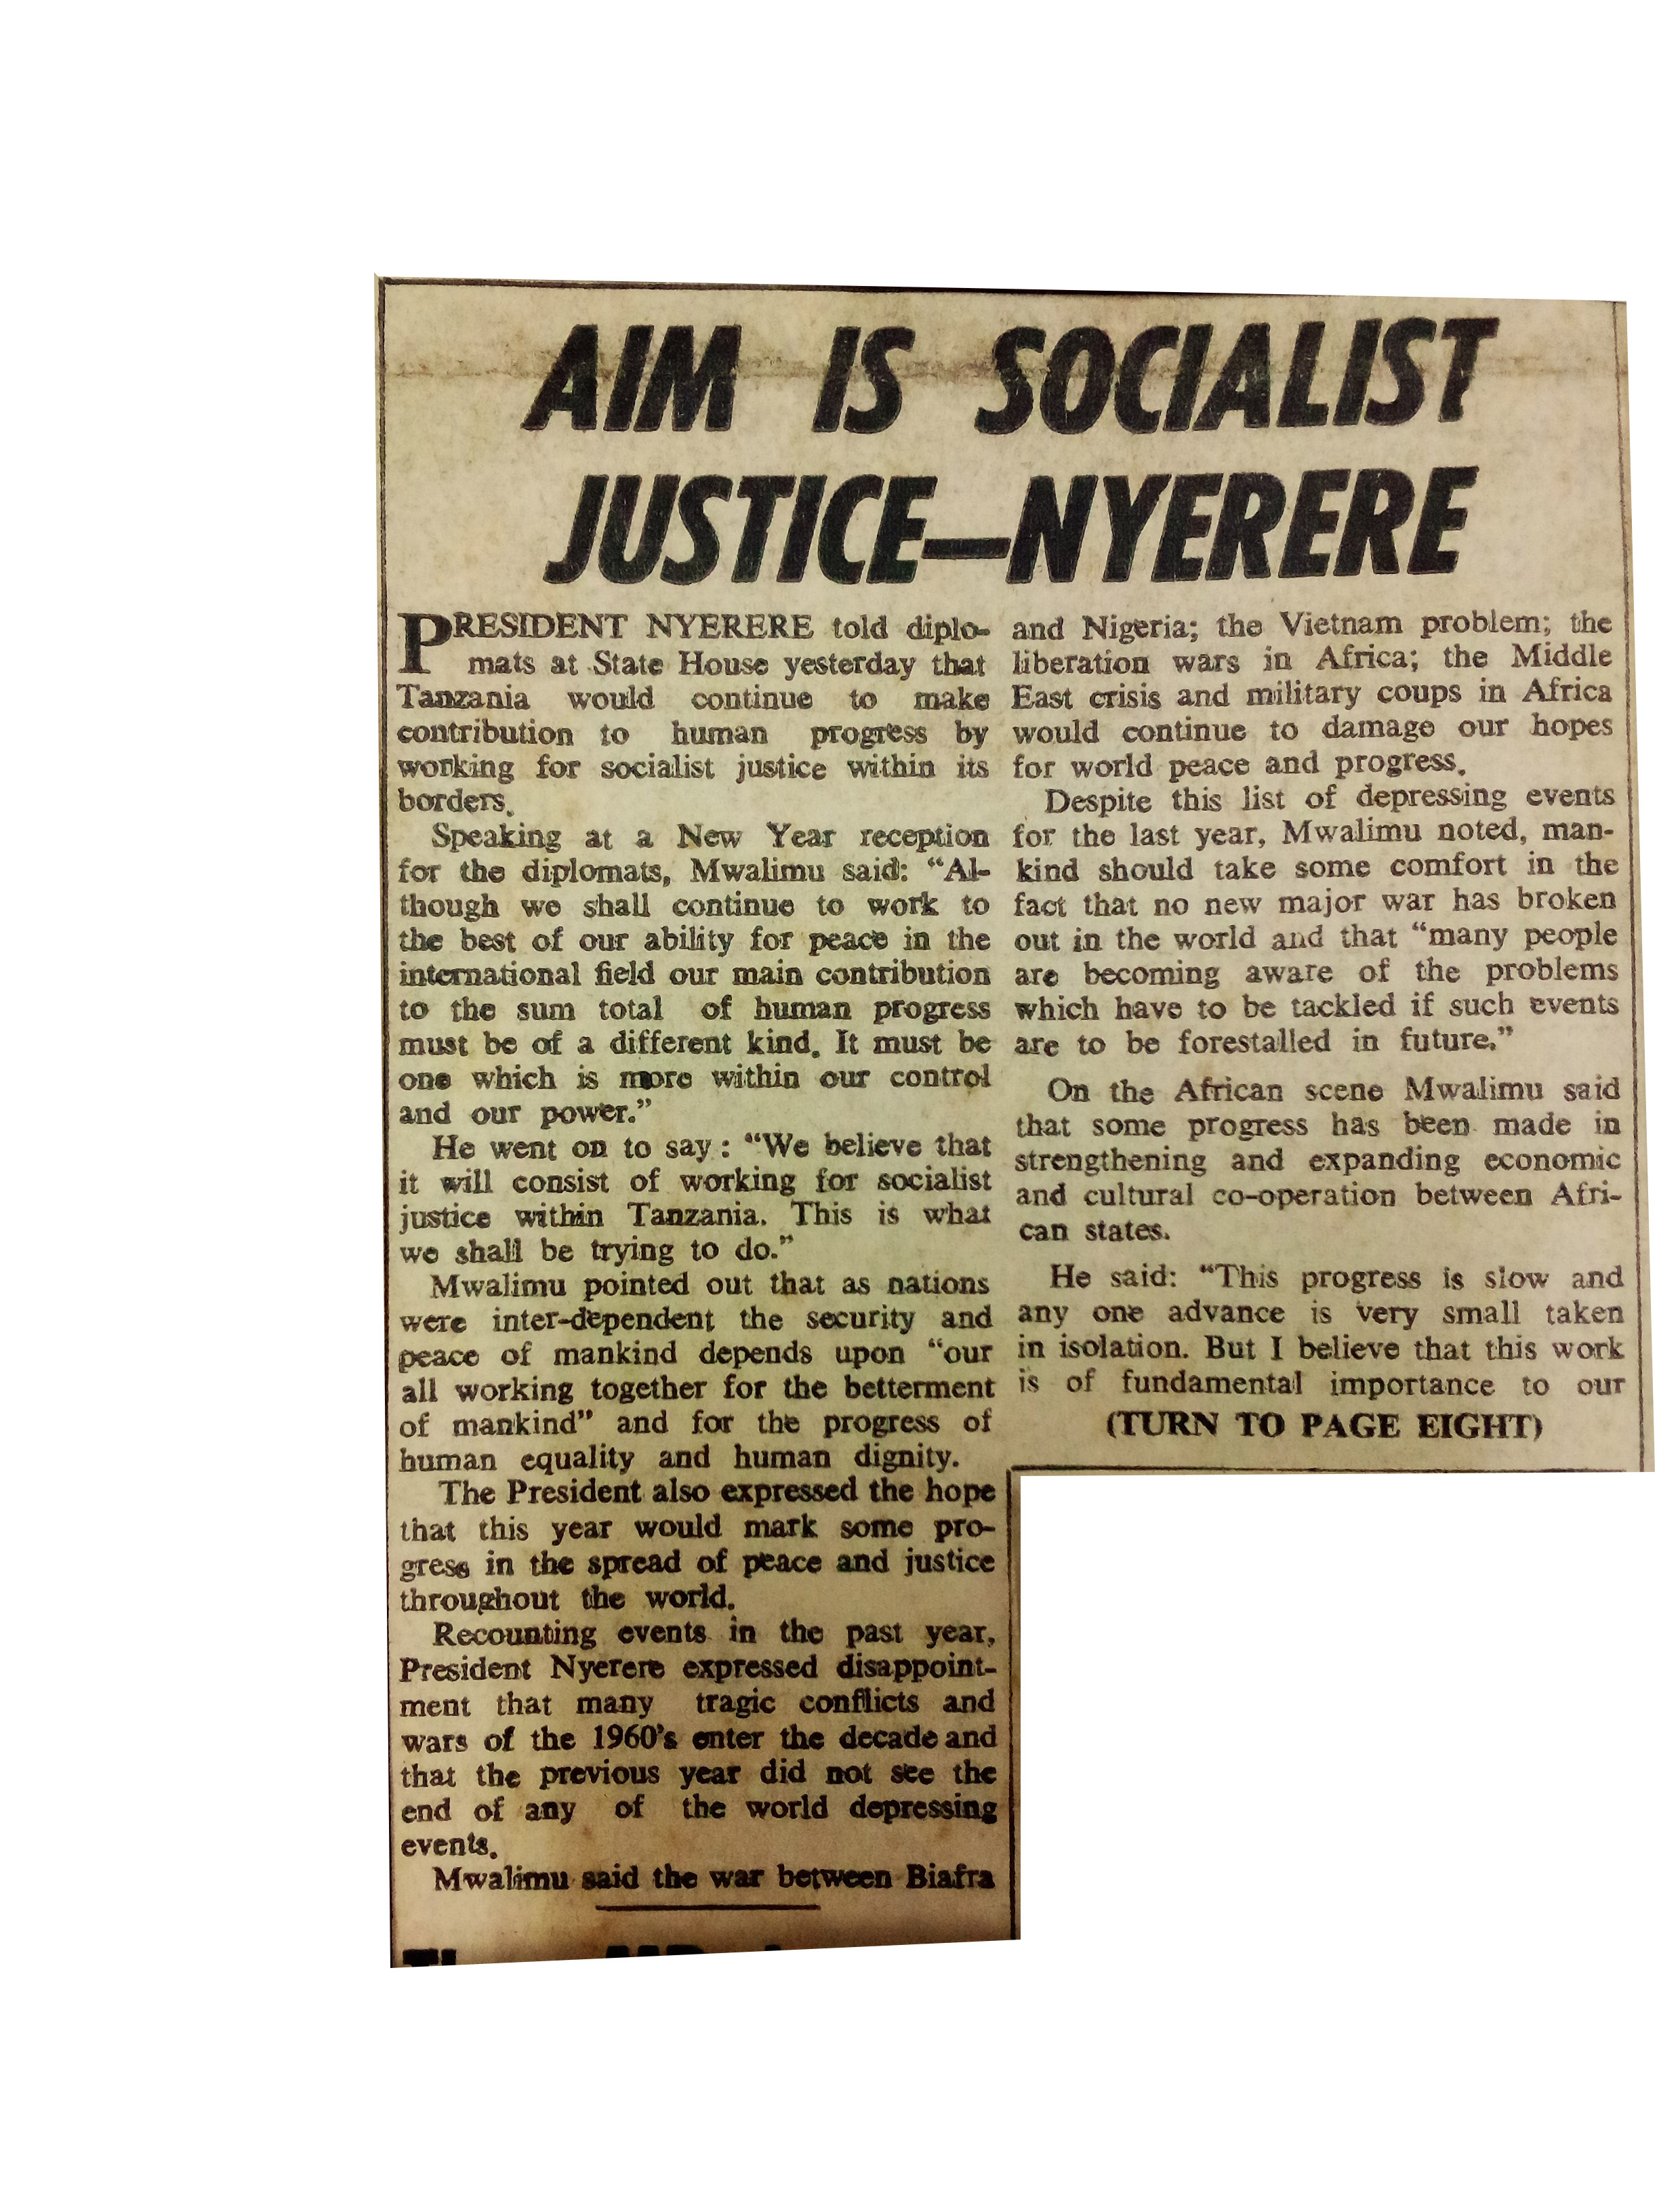 AIM IS SOCIALIST
JUSTICE—NYERERE
PRESIDENT NYERERE told diplo-
mats at State House yesterday that
Tanzania would continue to make
contribution to human progress by
working for socialist justice within its
borders.
Speaking at a New Year reception
for the diplomats, Mwalimu said: “Al-
though we shall continue to work to
the best of our ability for peace in the
international field our main contribution
to the sum total of human progress
must be of a different kind. It must be
one which is more within our control
and our power.”
He went on to say : “We believe that
it will consist of working for socialist
justice within Tanzania. This is what
we shall be trying to do.”
Mwalimu pointed out that as nations
were inter-dependent the security and
peace of mankind depends upon “our
all working together for the betterment
of mankind” and for the progress of
human equality and human dignity.
The President also expressed the hope
that this year would mark some pro-
gress in the spread of peace and justice
throughout the world.
Recounting events in the past year,
President Nyerere expressed disappoint-
ment that many tragic conflicts and
wars of the 1960’s enter the decade and
that the previous year did not see the
end of any of the world depressing
events.
Mwalimu said the war between Biafra
and Nigeria; the Vietnam problem; the
liberation wars in Africa; the Middle
East crisis and military coups in Africa
would continue to damage our hopes
for world peace and progress.
Despite this list of depressing events
for the last year, Mwalimu noted, man-
kind should take some comfort in the
fact that no new major war has broken
out in the world and that “many people
are becoming aware of the problems
which have to be tackled if such events
are to be forestalled in future.”
On the African scene Mwalimu said
that some progress has been made in
strengthening and expanding economic
and cultural co-operation between Afri-
can states.
He said: “This progress is slow and
any one advance is very small taken
in isolation. But I believe that this work
is of fundamental importance to our
(TURN TO PAGE EIGHT)